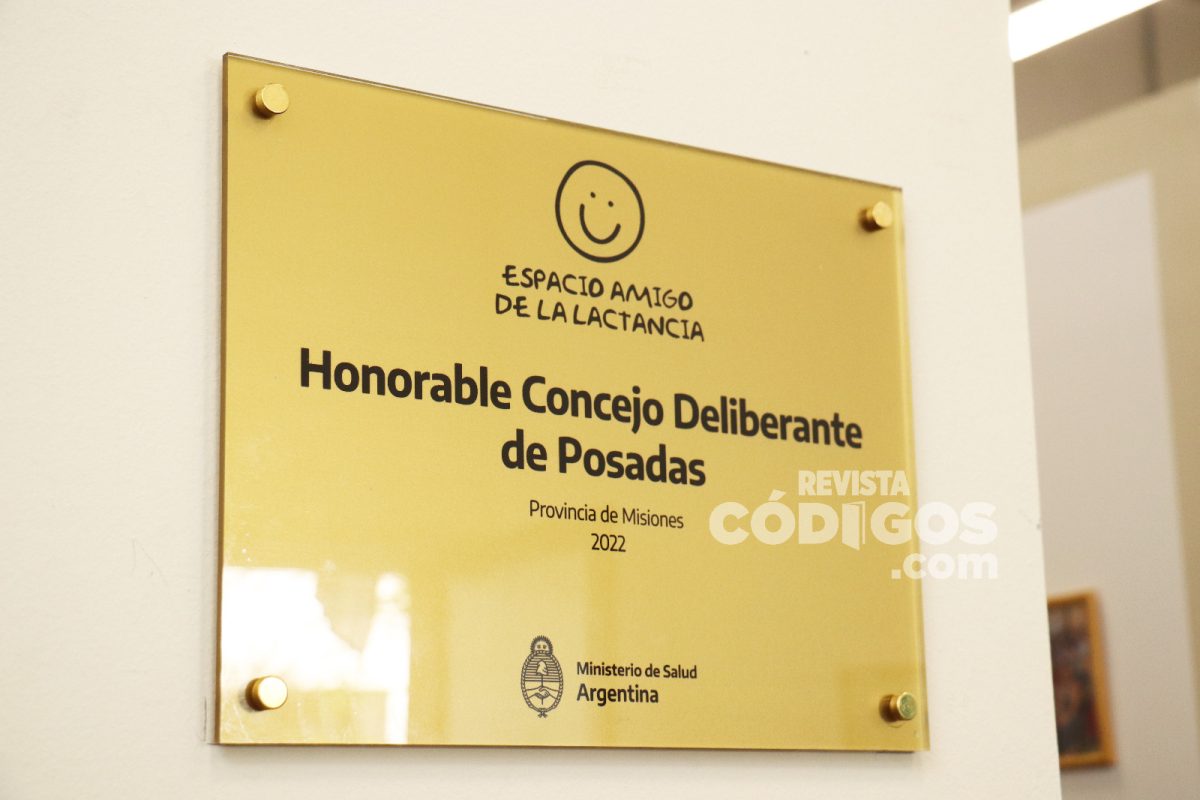 ESPACIO AMIGO
DE LA LACTANCIA
Honorable Concejo Deliberante
de Posadas
Provincia de Misiones
2022
REVISTA
CÓDIGOS
.com
Ministerio de Salud
Argentina